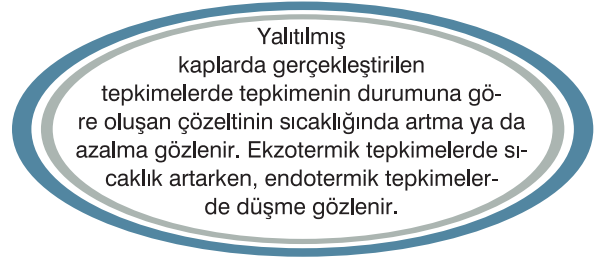 Yalıtılmış
kaplarda gerçekleştirilen
tepkimelerde tepkimenin durumuna gö-
re oluşan çözeltinin sıcaklığında artma ya da
azalma gözlenir. Ekzotermik tepkimelerde sı-
caklık artarken, endotermik tepkimeler-
de düşme gözlenir.